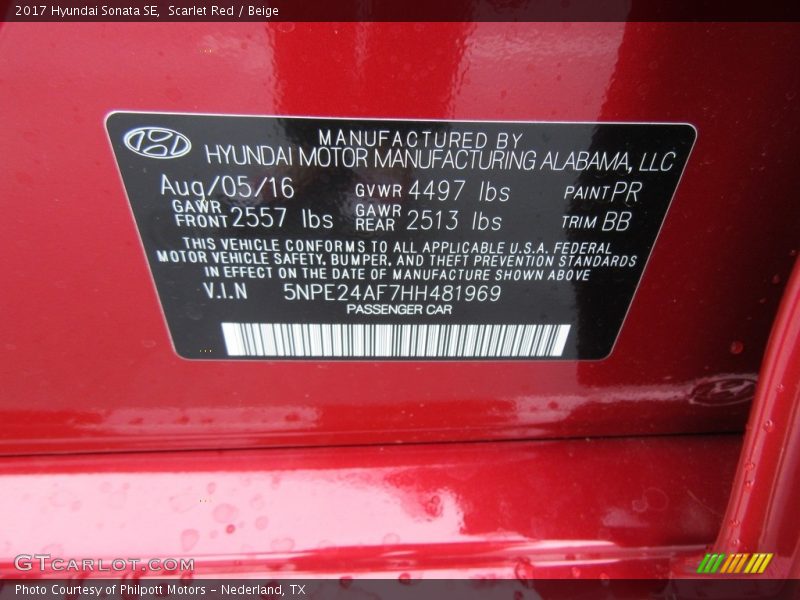 2017 Hyundai Sonata SE,  Scarlet Red / Beige
MANUFACTURED BY
HYUNDAI MOTOR MANUFACTURING ALABAMA, LLC
Aug/05/16 GVWR 4497 lbs PAINT PR
GAWR FRONT 2557 lbs GAWR REAR 2513 lbs TRIM BB
THIS VEHICLE CONFORMS TO ALL APPLICABLE U.S.A. FEDERAL
MOTOR VEHICLE SAFETY, BUMPER, AND THEFT PREVENTION STANDARDS
IN EFFECT ON THE DATE OF MANUFACTURE SHOWN ABOVE
V.I.N 5NPE24AF7HH481969
PASSENGER CAR
GTCARLOT.COM
Photo Courtesy of Philpott Motors - Nederland, TX